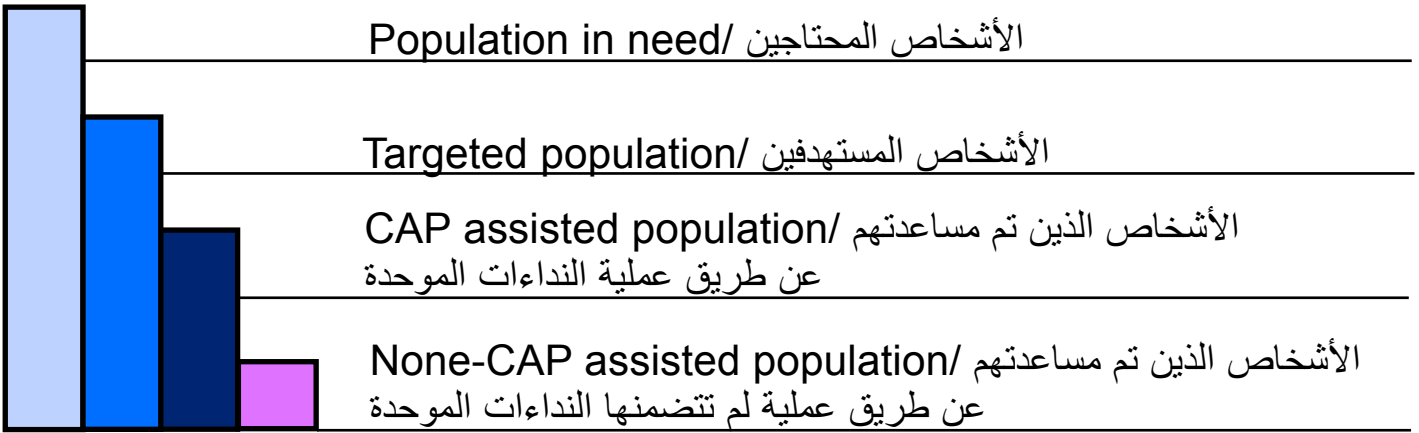 Population in need/ الأشخاص المحتاجين
Targeted population/ الأشخاص المستهدفين
CAP assisted population/ الأشخاص الذين تم مساعدتهم
عن طريق عملية النداءات الموحدة
None-CAP assisted population/ الأشخاص الذين تم مساعدتهم
عن طريق عملية لم تتضمنها النداءات الموحدة